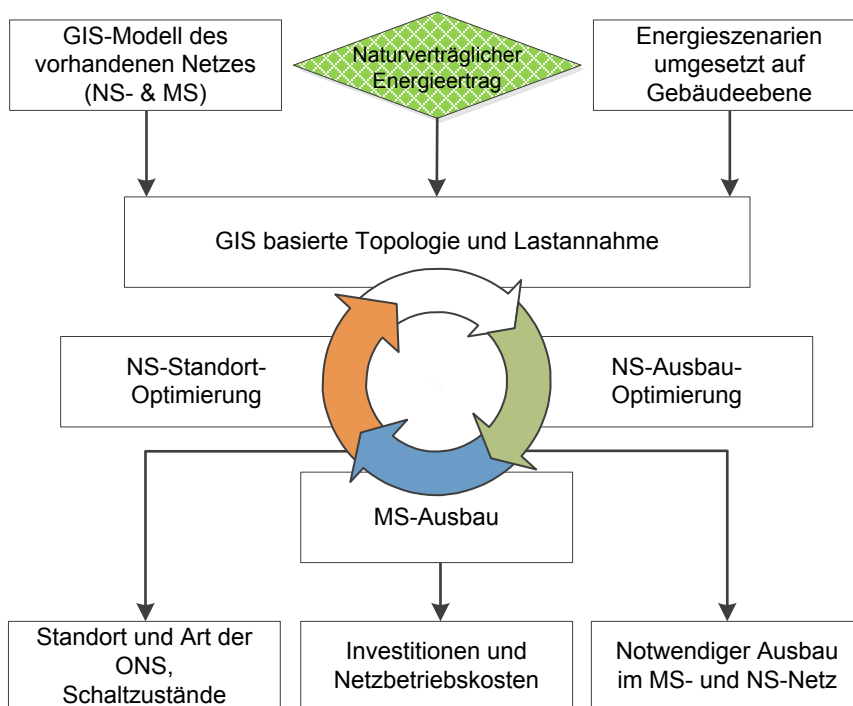 GIS-Modell des
vorhandenen Netzes
(NS- & MS)
Naturverträglicher
Energieertrag
Energieszenarien
umgesetzt auf
Gebäudeebene
GIS basierte Topologie und Lastannahme
NS-Standort-
Optimierung
NS-Ausbau-
Optimierung
MS-Ausbau
Standort und Art der
ONS,
Schaltzustände
Investitionen und
Netzbetriebskosten
Notwendiger Ausbau
im MS- und NS-Netz